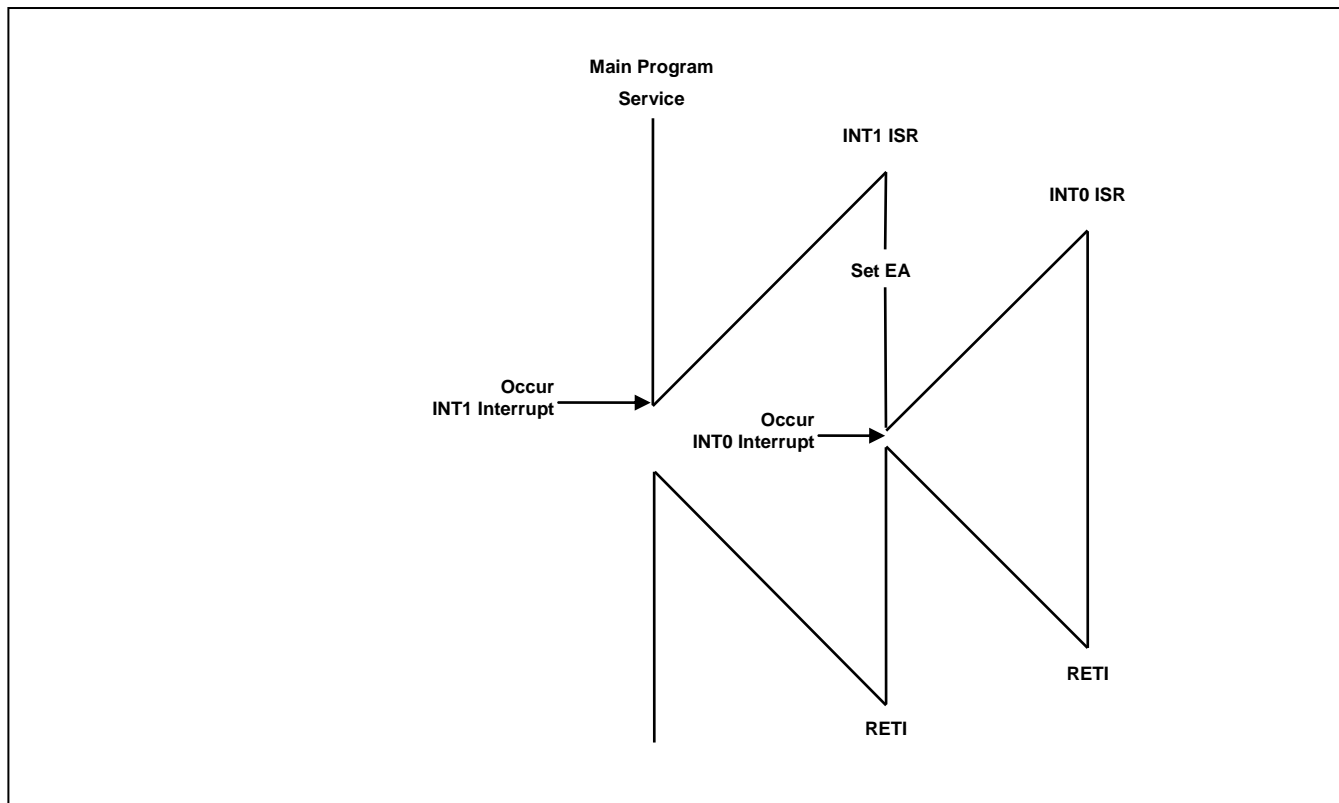 Main Program
Service
INT1 ISR
INT0 ISR
Set EA
Occur
INT1 Interrupt
Occur
INT0 Interrupt
RETI
RETI